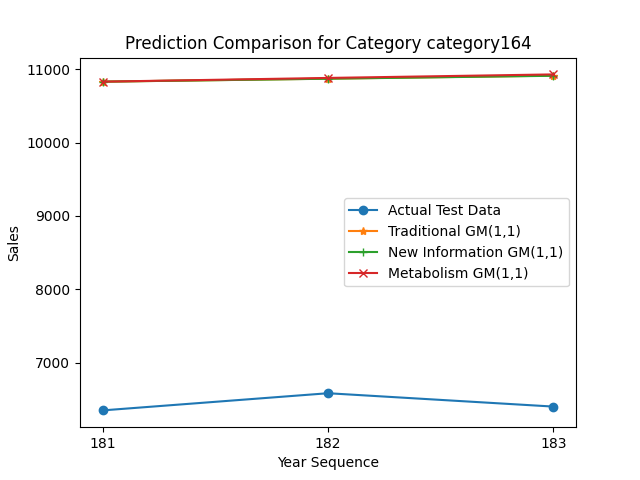 Prediction Comparison for Category category164
11000
10000
9000
8000
7000
Sales
Actual Test Data
Traditional GM(1,1)
New Information GM(1,1)
Metabolism GM(1,1)
181
182
183
Year Sequence